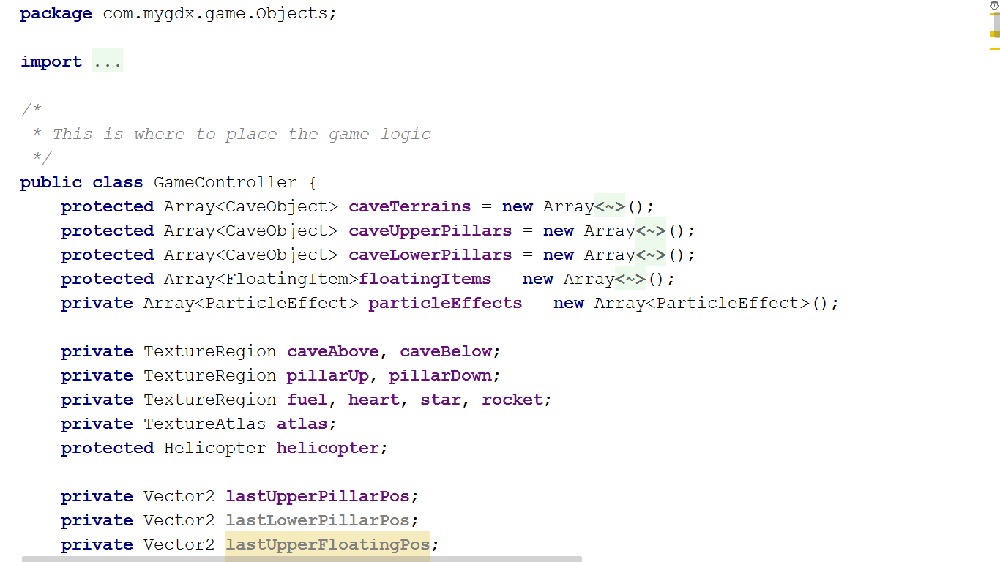 package com.mygdx.game.Objects;
import ...
/*
* This is where to place the game logic
*/
public class GameController {
protected Array<CaveObject> caveTerrains = new Array<~>();
protected Array<CaveObject> caveUpperPillars = new Array<~>();
protected Array<CaveObject> caveLowerPillars = new Array<~>();
protected Array<FloatingItem>floatingItems = new Array<~>();
private Array<ParticleEffect> particleEffects = new Array<ParticleEffect>();
private TextureRegion caveAbove, caveBelow;
private TextureRegion pillarUp, pillarDown;
private TextureRegion fuel, heart, star, rocket;
private TextureAtlas atlas;
protected Helicopter helicopter;
private Vector2 lastUpperPillarPos;
private Vector2 lastLowerPillarPos;
private Vector2 lastUpperFloatingPos;